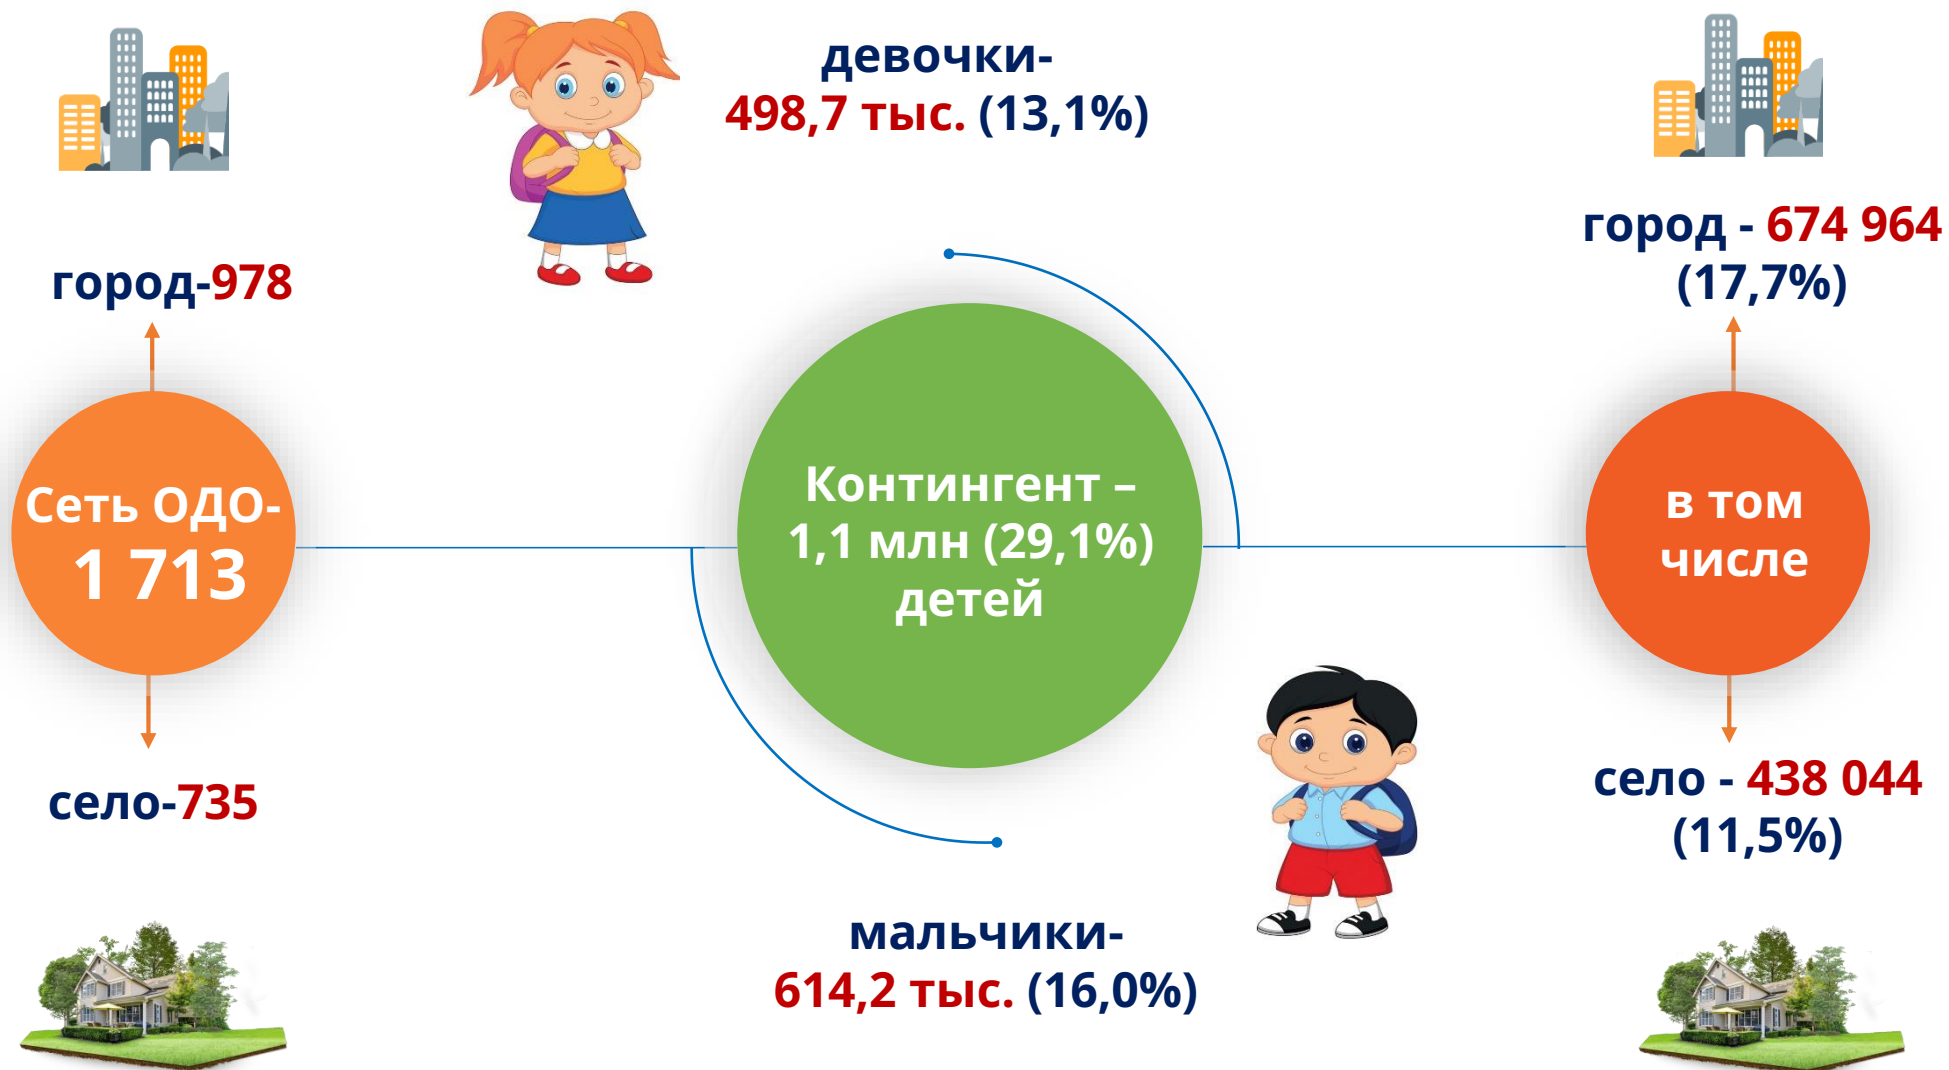 девочки-
498,7 тыс. (13,1%)
город-978
Сеть ОДО-
1 713
село-735
Контингент –
1,1 млн (29,1%)
детей
мальчики-
614,2 тыс. (16,0%)
город - 674 964
(17,7%)
в том
числе
село - 438 044
(11,5%)